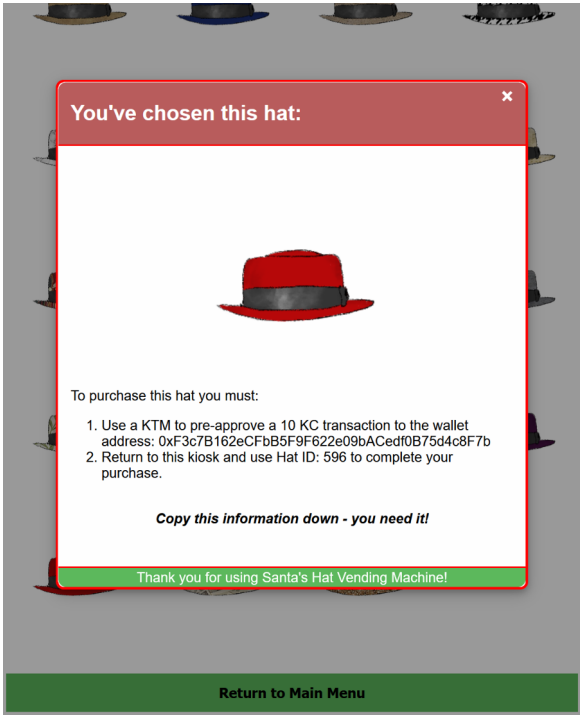 You've chosen this hat:
×
To purchase this hat you must:
1. Use a KTM to pre-approve a 10 KC transaction to the wallet
address: 0xF3c7B162eCFbB5F9F622e09bACedf0B75d4c8F7b
2. Return to this kiosk and use Hat ID: 596 to complete your
purchase.
Copy this information down - you need it!
Thank you for using Santa's Hat Vending Machine!
Return to Main Menu